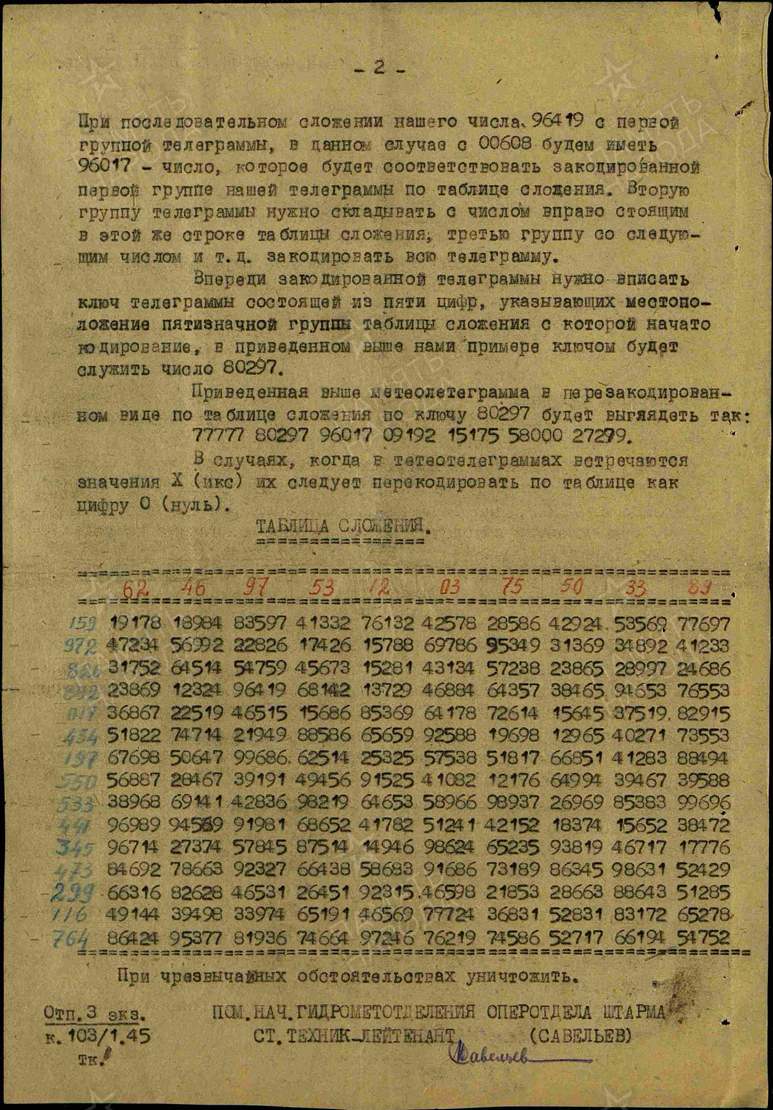 - 2 -
При последовательном сложении нашего числа 96419 с первой
группой телеграммы, в данном случае с 00608 будем иметь
96017 - число, которое будет соответствовать закодированной
первой группе нашей телеграммы по таблице сложения. Вторую
группу телеграммы нужно складывать с числом вправо стоящим
в этой же строке таблицы сложения, третью группу со следую-
щим числом и т.д. закодировать всю телеграмму.
Впереди закодированной телеграммы нужно вписать
ключ телеграммы состоящей из пяти цифр, указывающих местопо-
ложение пятизначной группы таблицы сложения с которой начато
кодирование, в приведенном выше нами примере ключом будет
служить число 80297.
Приведенная выше метеолетеграмма в перезакодирован-
ном виде по таблице сложения по ключу 80297 будет выглядеть так:
77777 80297 96017 09192 15175 58000 27279.
В случаях, когда в тетеотелеграммах встречаются
значения X (икс) их следует перекодировать по таблице как
цифру 0 (нуль).
ТАБЛИЦА СЛОЖЕНИЯ.
62 46 97 53 12 03 75 50 33 89
159 19178 18984 83597 41332 76132 42578 28586 42924 53569 77697
972 47234 56992 22826 17426 15788 69786 95349 31369 34892 41233
826 31752 64514 54759 45673 15281 43134 57238 23865 28997 24686
802 23869 12324 96419 68142 13729 46884 64357 38465 94653 76553
017 36867 22519 46515 15686 85369 64178 72614 15645 37519 82915
434 51822 74714 21949 88586 65659 92588 19698 12965 40271 73553
197 67698 50647 99686 62514 25325 57538 51817 66851 41283 88494
550 56887 28467 39191 49456 91525 41082 12176 64994 39467 39588
533 38968 69141 42836 98219 64653 58966 98937 26969 85383 99696
441 96989 94569 91981 68652 41782 51241 42152 18374 15652 38472
345 96714 27374 57845 87514 14946 98624 65235 93819 46717 17776
473 84692 78663 92327 66438 58683 91686 73189 86345 98631 52429
299 66316 82628 46531 26451 92315 46598 21853 28663 88643 51285
116 49144 39498 33974 65191 46569 77724 36831 52831 83172 65278
764 86424 95377 81936 74664 97246 76219 74586 52717 66194 54752
При чрезвычайных обстоятельствах уничтожить.
Отп.3 экз. ПОМ.НАЧ.ГИДРОМЕТОТДЕЛЕНИЯ ОПЕРОТДЕЛА ШТАРМА
к. 103/1.45 СТ.ТЕХНИК-ЛЕЙТЕНАНТ (САВЕЛЬЕВ)
Тк. Савельев